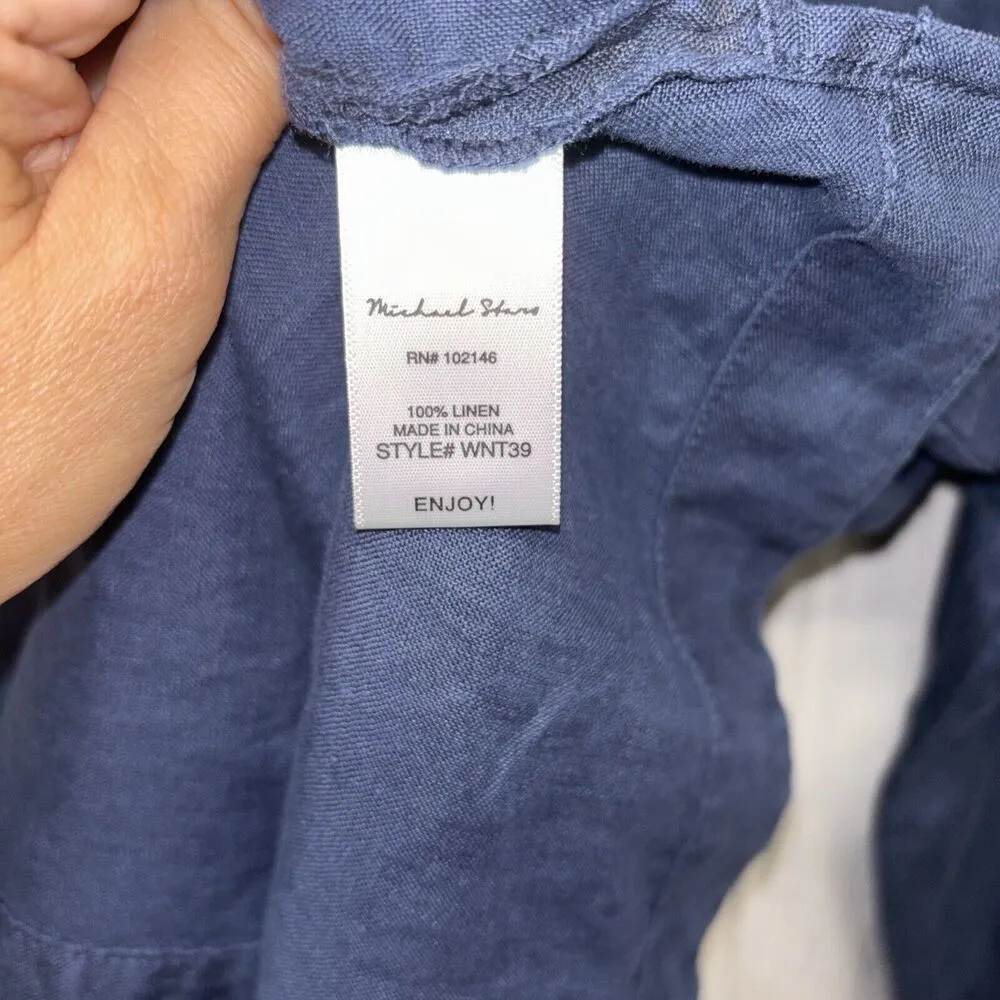 Michael Stars
RN# 102146
100% LINEN
MADE IN CHINA
STYLE# WNT39
ENJOY!